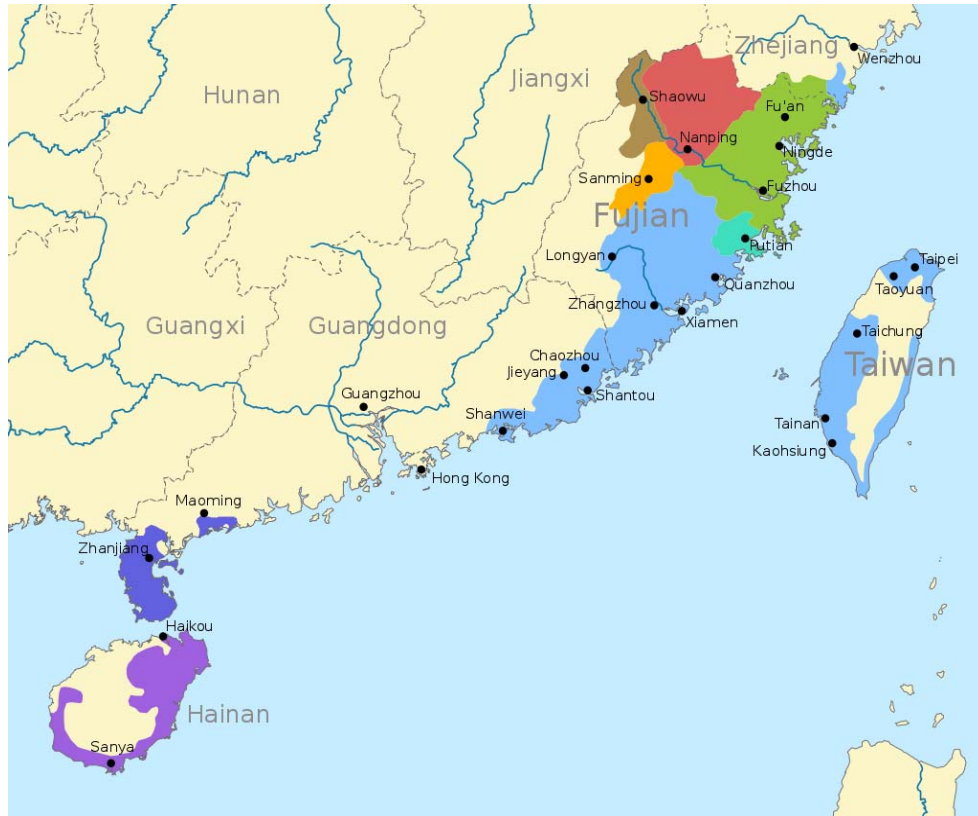 Zhejiang
Wenzhou
Jiangxi
Hunan
Shaowu
Fu'an
Nanping
Ningde
Sanming
Fuzhou
Fujian
Putian
Longyan
Taipei
Quanzhou
Taoyuan
Zhangzhou
Xiamen
Guangxi
Guangdong
Taichung
Chaozhou
Taiwan
Jieyang
Guangzhou
Shantou
Shanwei
Tainan
Kaohsiung
Hong Kong
Maoming
Zhanjiang
Haikou
Hainan
Sanya